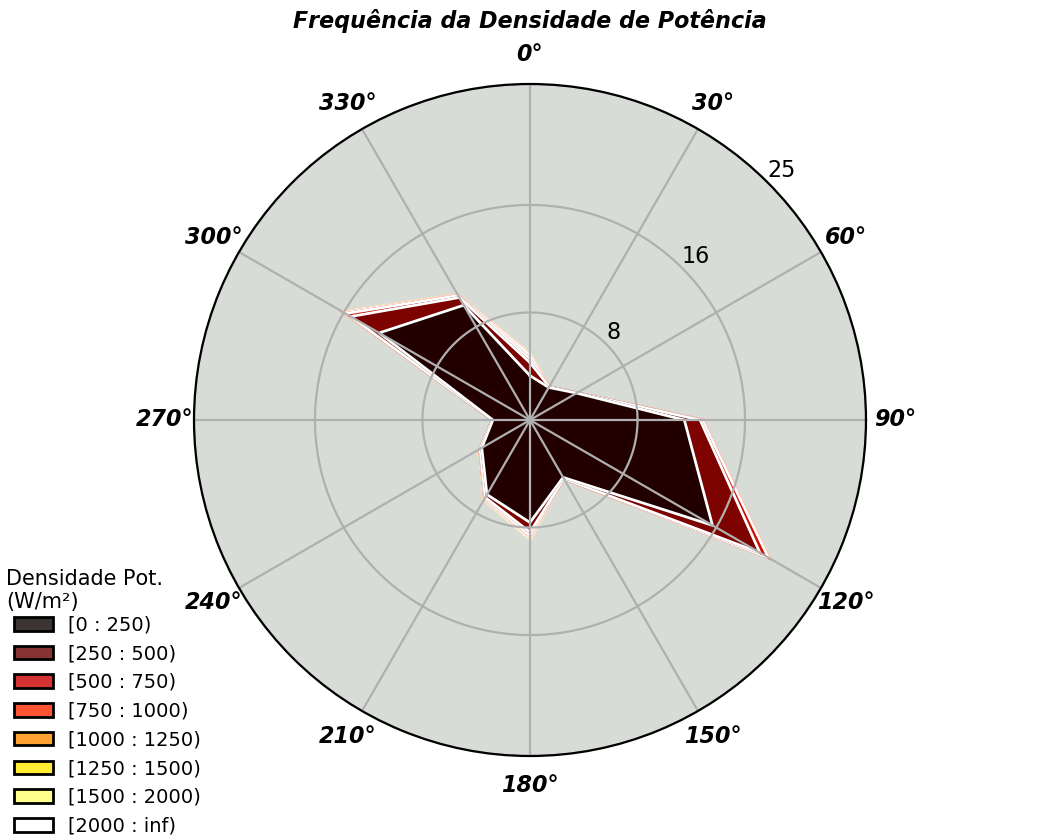 Frequência da Densidade de Potência
0°
330°
30°
25
300°
60°
16
8
270°
90°
240°
120°
210°
150°
180°
Densidade Pot.
(W/m²)
[0 : 250)
[250 : 500)
[500 : 750)
[750 : 1000)
[1000 : 1250)
[1250 : 1500)
[1500 : 2000)
[2000 : inf)